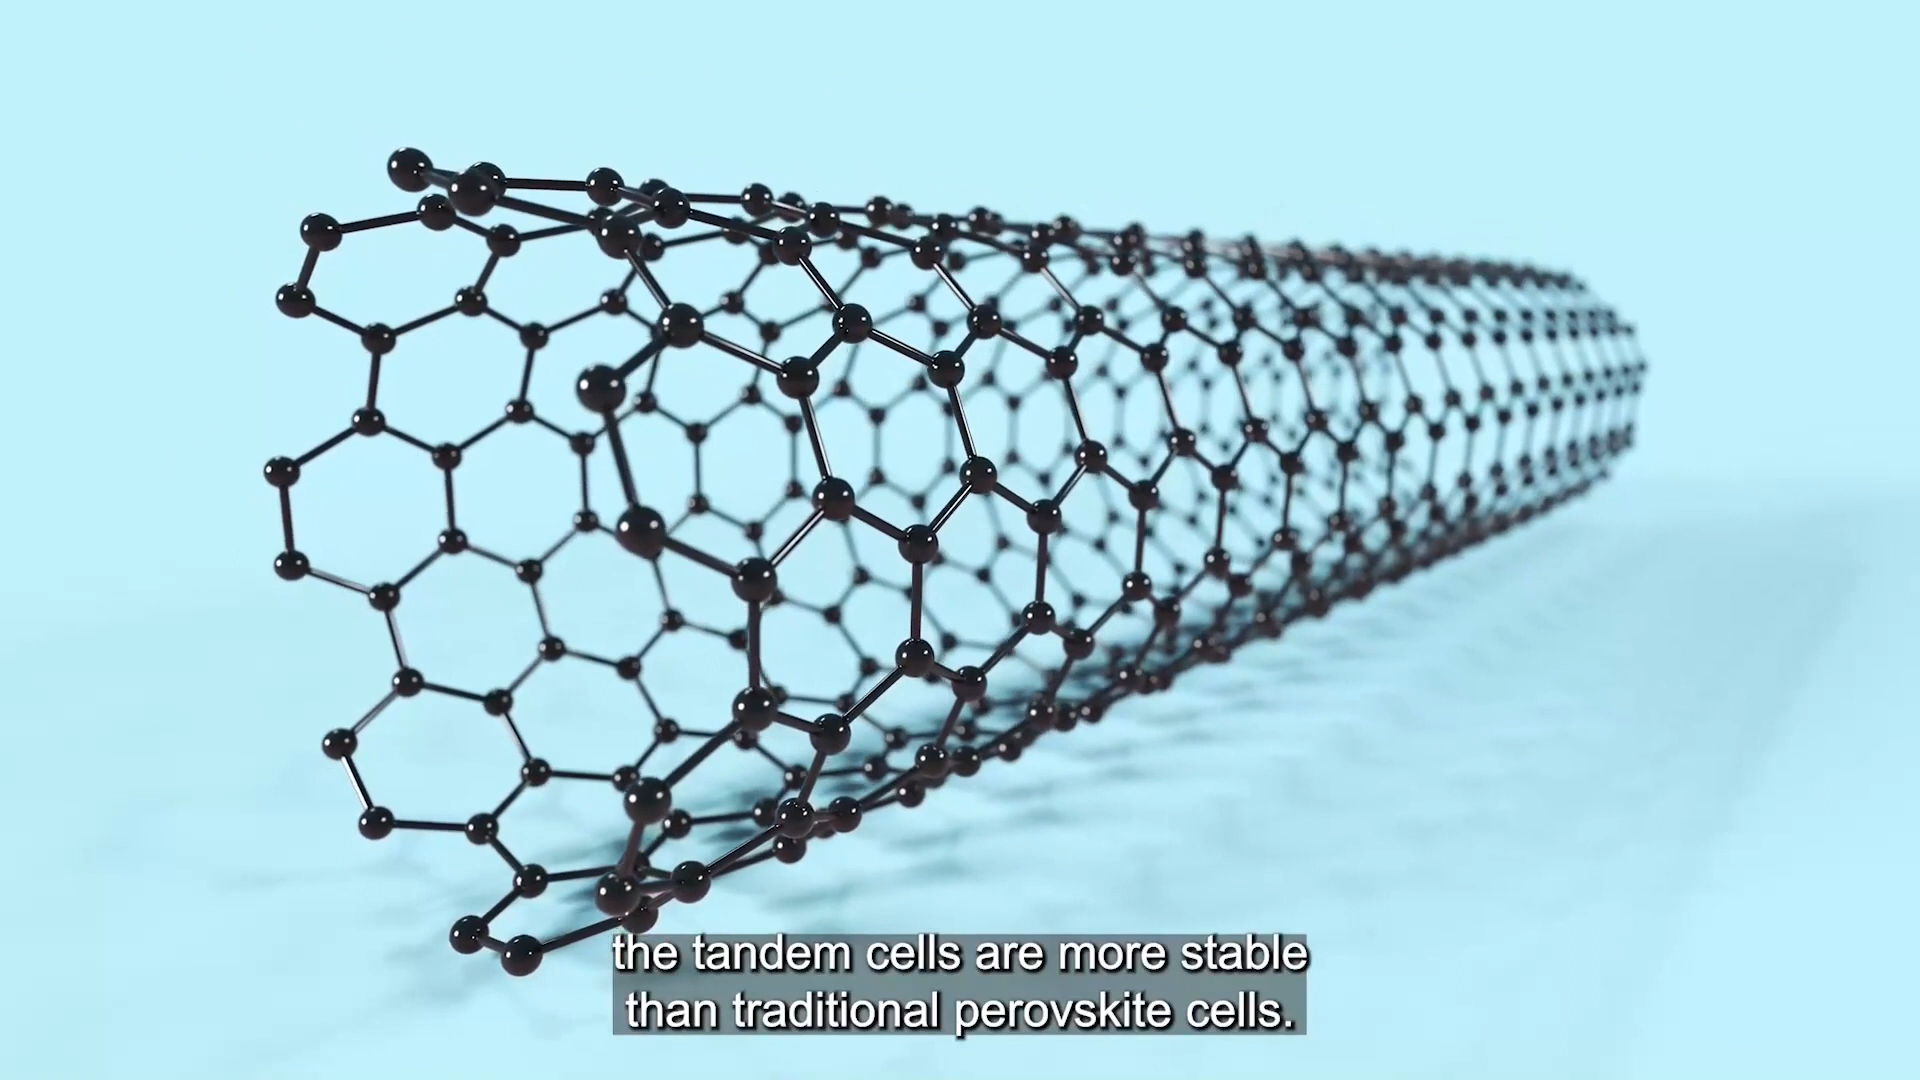 the tandem cells are more stable
than traditional perovskite cells.